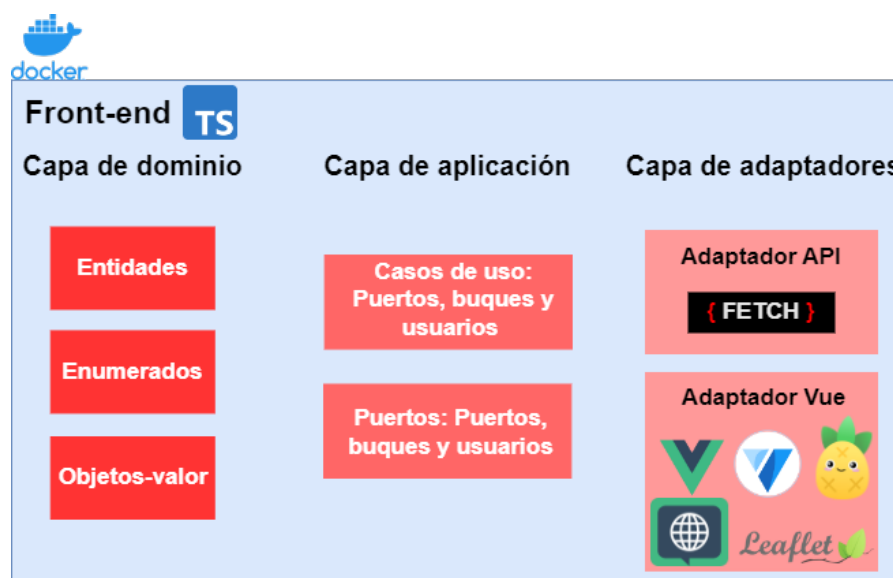 docker
Front-end TS
Capa de dominio
Capa de aplicación
Capa de adaptadores
Entidades
Enumerados
Objetos-valor
Casos de uso:
Puertos, buques y
usuarios
Puertos: Puertos,
buques y usuarios
Adaptador API
{ FETCH }
Adaptador Vue
Leaflet